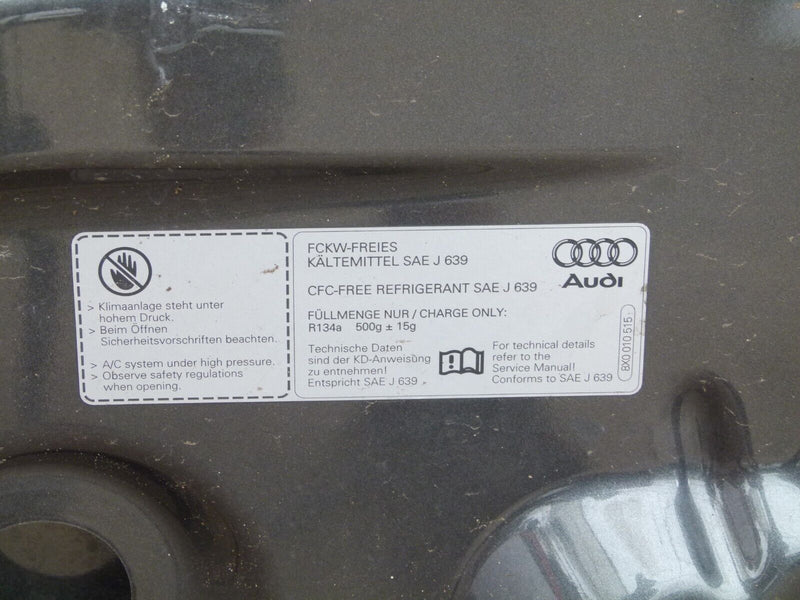 > Klimaanlage steht unter
hohem Druck.
> Beim Öffnen
Sicherheitsvorschriften beachten.
> A/C system under high pressure.
> Observe safety regulations
when opening.
FCKW-FREIES
KÄLTEMITTEL SAE J 639
CFC-FREE REFRIGERANT SAE J 639
FÜLLMENGE NUR / CHARGE ONLY:
R134a 500g ± 15g
Technische Daten
sind der KD-Anweisung
zu entnehmen!
Entspricht SAE J 639
For technical details
refer to the
Service Manual!
Conforms to SAE J 639
Audi
8X0 010 515